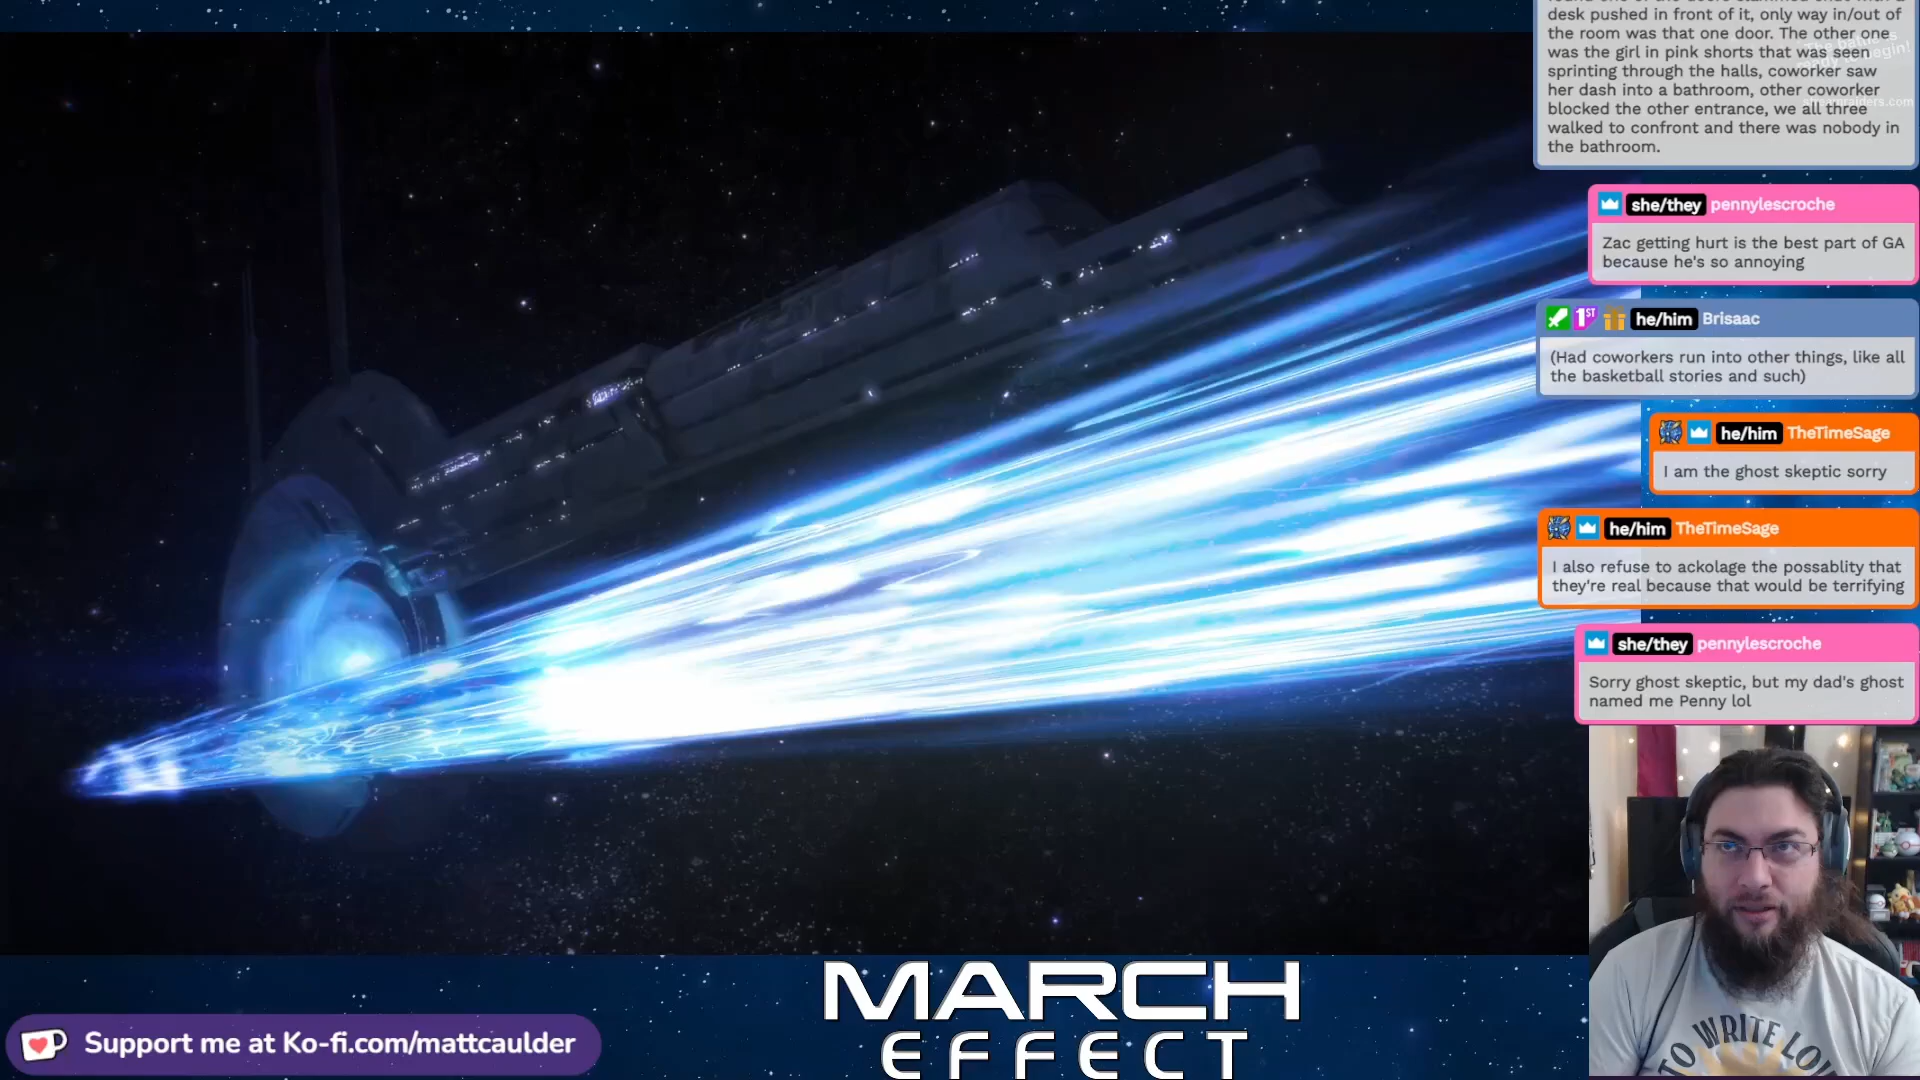 desk pushed in front of it, only way in/out of
the room was that one door. The other one
was the girl in pink shorts that was seen
sprinting through the halls, coworker saw
her dash into a bathroom, other coworker
blocked the other entrance, we all three
walked to confront and there was nobody in
the bathroom.
she/they pennylescroche
Zac getting hurt is the best part of GA
because he's so annoying
1ST he/him Brisaac
(Had coworkers run into other things, like all
the basketball stories and such)
he/him TheTimeSage
I am the ghost skeptic sorry
he/him TheTimeSage
I also refuse to ackolage the possablity that
they're real because that would be terrifying
she/they pennylescroche
Sorry ghost skeptic, but my dad's ghost
named me Penny lol
TO WRITE LOV
MARCH
EFFECT
Support me at Ko-fi.com/mattcaulder